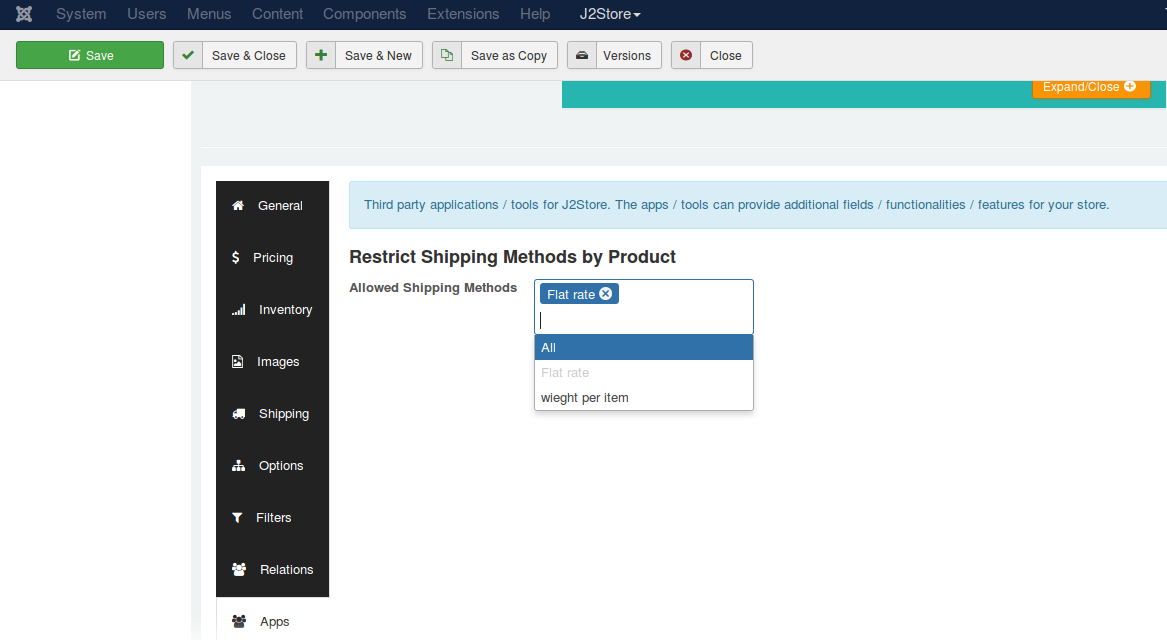 System Users Menus Content Components Extensions Help J2Store
Save Save & Close Save & New Save as Copy Versions Close
Expand/Close
General
Pricing
Inventory
Images
Shipping
Options
Filters
Relations
Apps
Third party applications / tools for J2Store. The apps / tools can provide additional fields / functionalities / features for your store.
Restrict Shipping Methods by Product
Allowed Shipping Methods
Flat rate
All
Flat rate
wieght per item